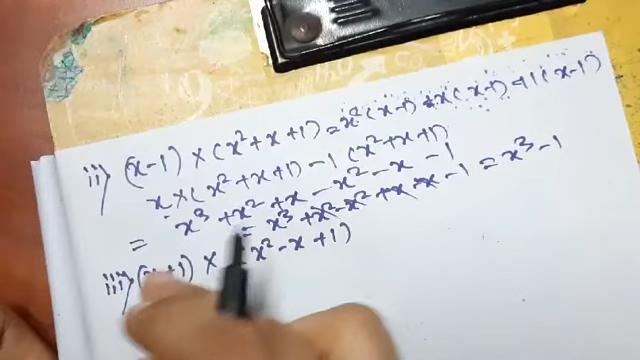 ii) (x-1) × (x²+x+1) = x²(x-1) + x(x-1) + 1(x-1)
x × (x²+x+1) - 1 (x²+x+1)
= x³ + x² + x - x² - x - 1
= x³ + x² - x² + x - x - 1 = x³ - 1
iii) (x+1) × (x² - x + 1)